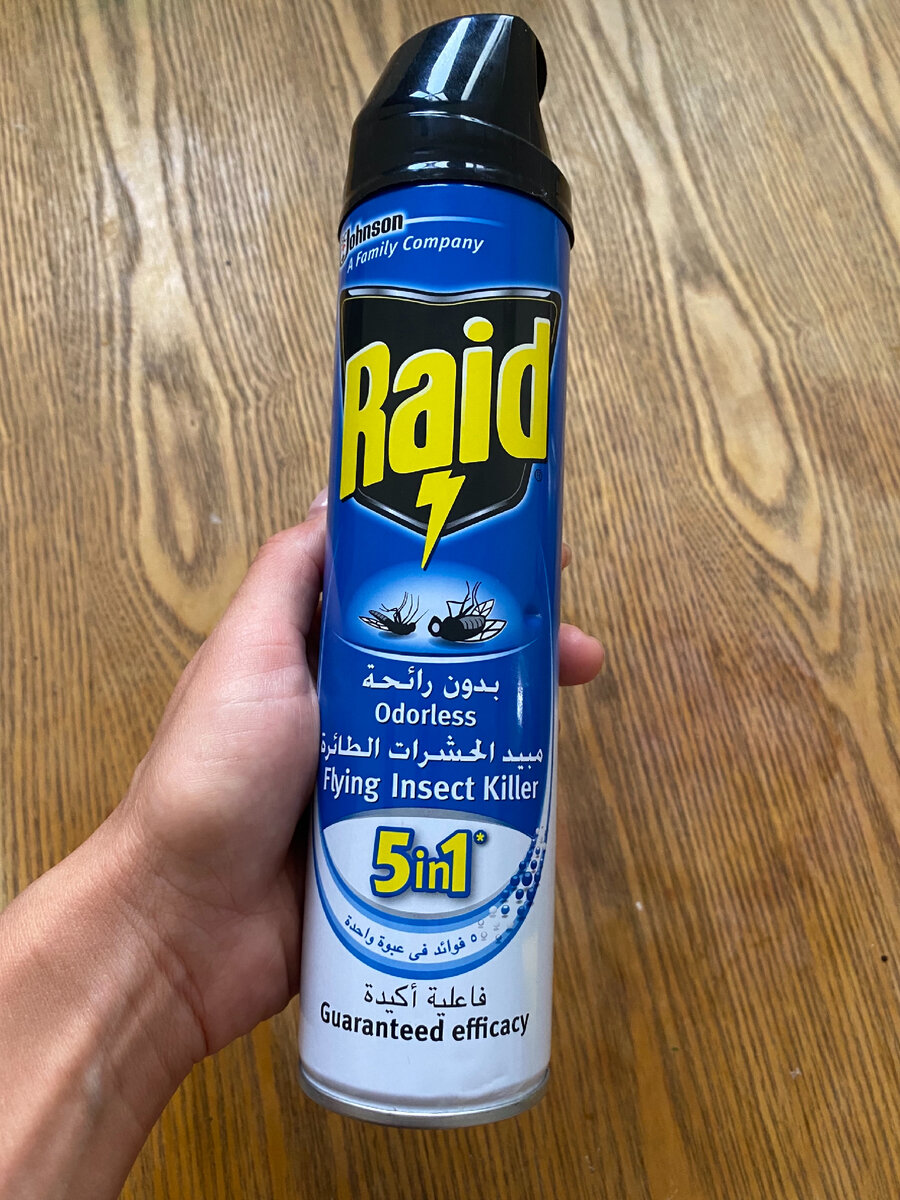 Johnson
A Family Company
Raid
بدون رائحة
Odorless
مبيد الحشرات الطائرة
Flying Insect Killer
5in1*
٥ فوائد في عبوة واحدة
فاعلية أكيدة
Guaranteed efficacy